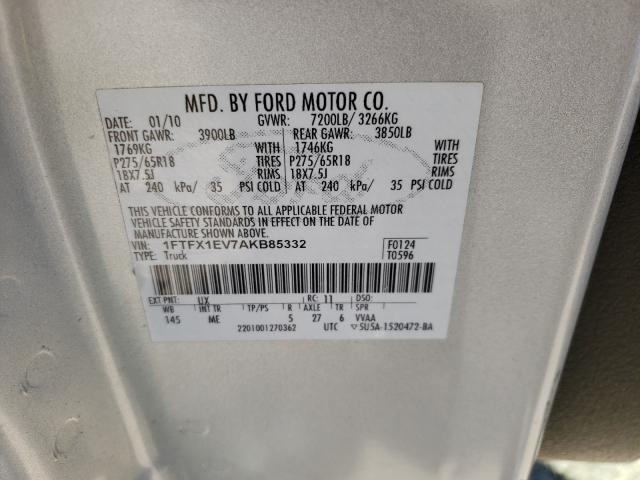 MFD. BY FORD MOTOR CO.
DATE: 01/10 GVWR: 7200LB/ 3266KG
FRONT GAWR: 3900LB REAR GAWR: 3850LB
1769KG WITH 1746KG WITH
P275/65R18 TIRES P275/65R18 TIRES
18X7.5J RIMS 18X7.5J RIMS
AT 240 kPa/ 35 PSI COLD AT 240 kPa/ 35 PSI COLD
THIS VEHICLE CONFORMS TO ALL APPLICABLE FEDERAL MOTOR
VEHICLE SAFETY STANDARDS IN EFFECT ON THE DATE OF
MANUFACTURE SHOWN ABOVE.
VIN: 1FTFX1EV7AKB85332 F0124
TYPE: Truck T0596
EXT PNT: UX RC: 11 DSO:
WB INT TR TP/PS R AXLE TR SPR
145 ME 5 27 6 VVAA
2201001270362 UTC ▽5U5A-1520472-BA